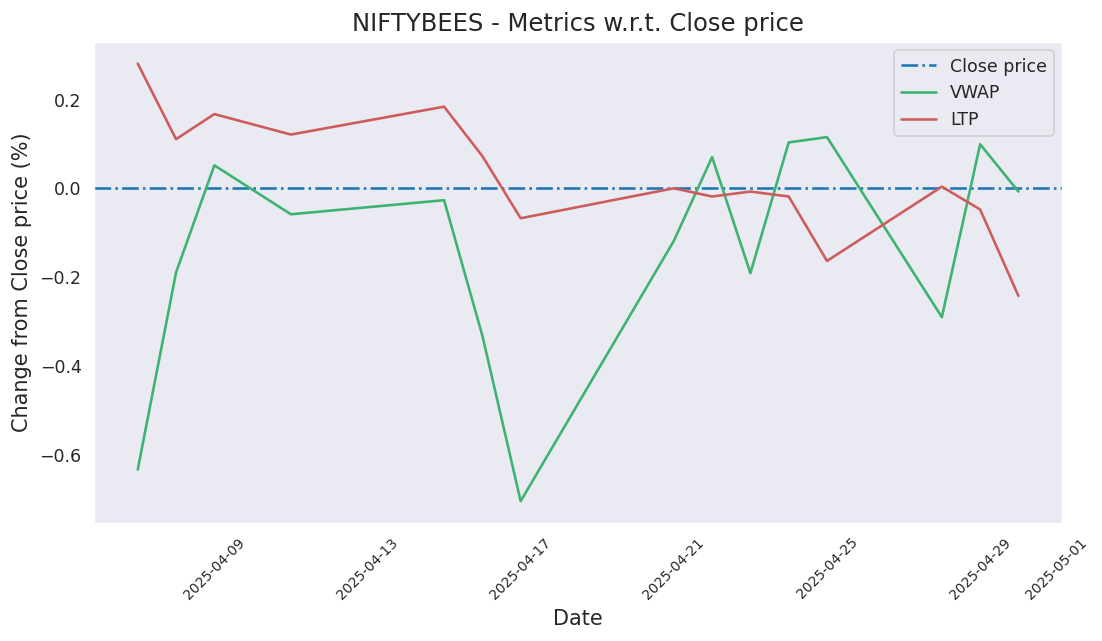 NIFTYBEES - Metrics w.r.t. Close price
Close price
VWAP
LTP
Change from Close price (%)
0.2
0.0
−0.2
−0.4
−0.6
2025-04-09
2025-04-13
2025-04-17
2025-04-21
2025-04-25
2025-04-29
2025-05-01
Date